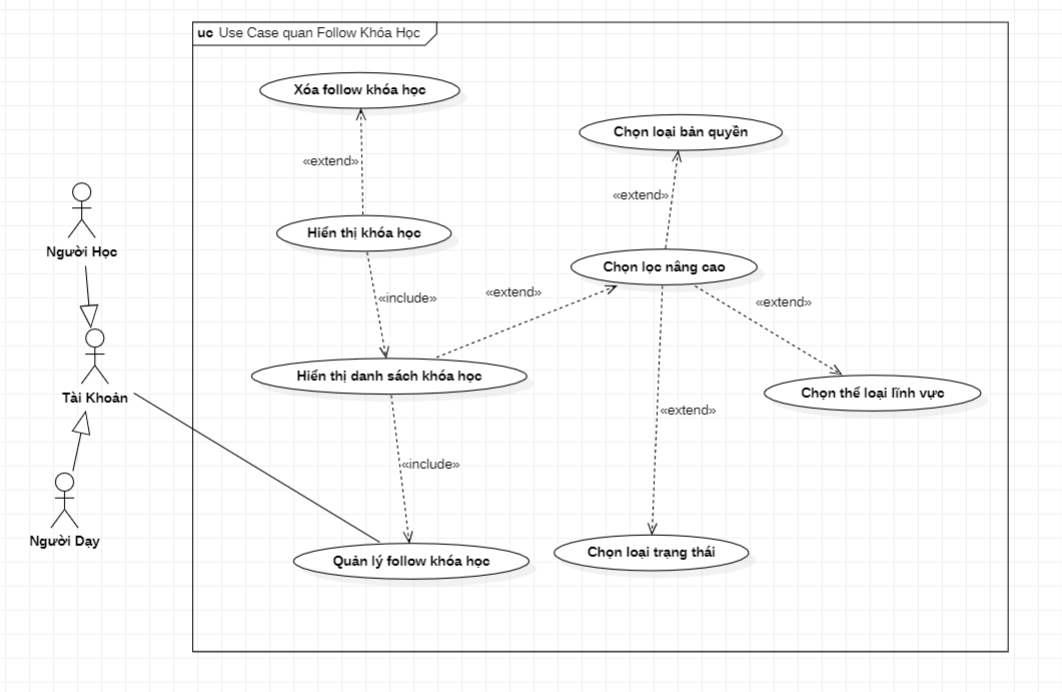 uc Use Case quan Follow Khóa Học
Xóa follow khóa học
Chọn loại bản quyền
«extend»
«extend»
Người Học
Hiển thị khóa học
Chọn lọc nâng cao
«include»
«extend»
«extend»
Hiển thị danh sách khóa học
Tài Khoản
Chọn thể loại lĩnh vực
«extend»
«include»
Người Dạy
Quản lý follow khóa học
Chọn loại trạng thái